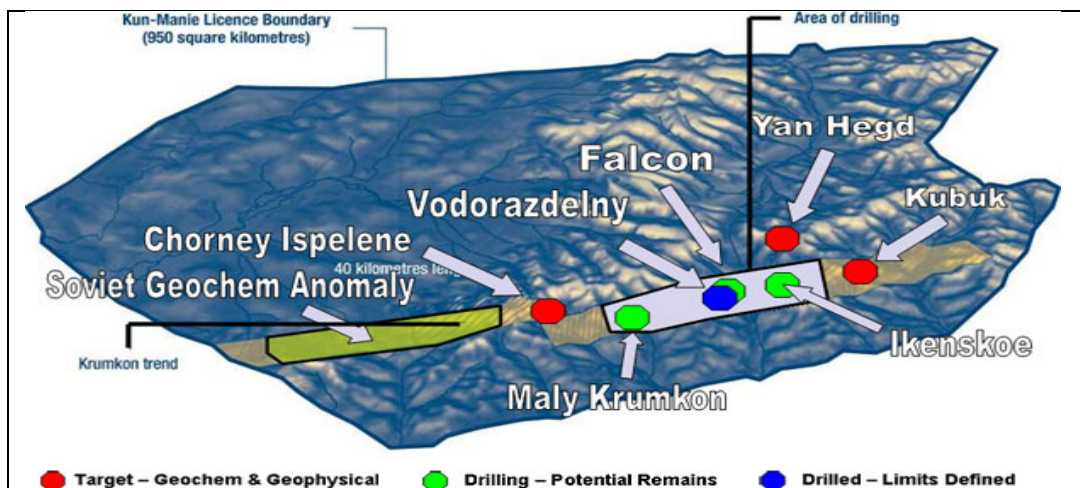 Kun-Manie Licence Boundary
(950 square kilometres)
Area of drilling
Yan Hegd
Falcon
Kubuk
Vodorazdelny
Chorney Ispelene
40 kilometres
Soviet Geochem Anomaly
Ikenskoe
Krumkon trend
Maly Krumkon
Target – Geochem & Geophysical
Drilling – Potential Remains
Drilled – Limits Defined